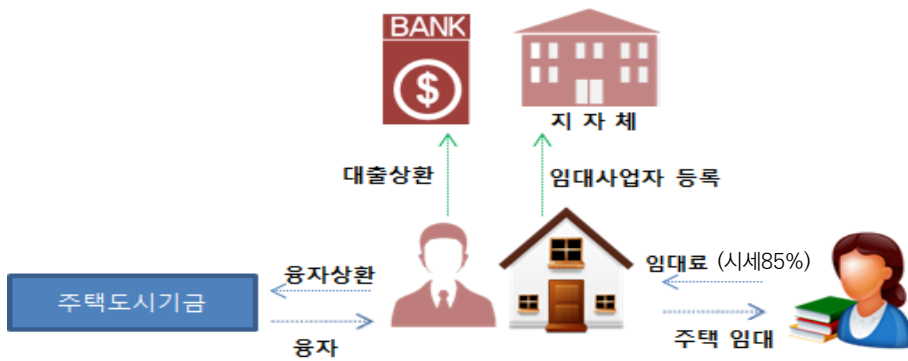 BANK
$
지 자 체
대출상환
임대사업자 등록
임대료 (시세85%)
융자상환
주택도시기금
주택 임대
융자